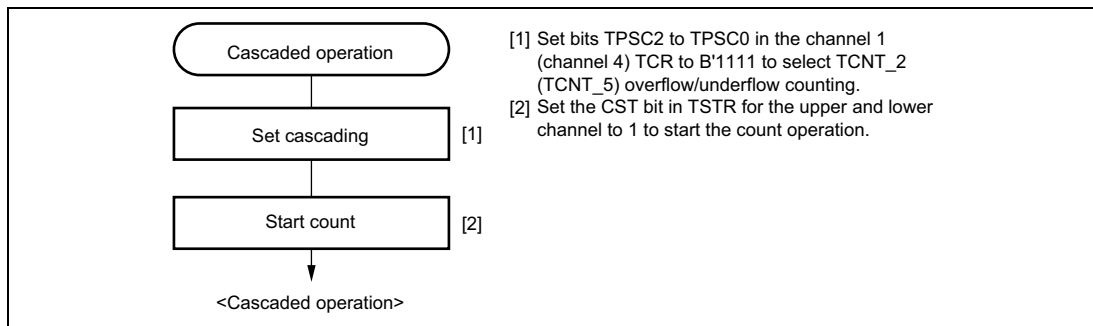 Cascaded operation
Set cascading
[1]
Start count
[2]
<Cascaded operation>
[1] Set bits TPSC2 to TPSC0 in the channel 1
(channel 4) TCR to B'1111 to select TCNT_2
(TCNT_5) overflow/underflow counting.
[2] Set the CST bit in TSTR for the upper and lower
channel to 1 to start the count operation.